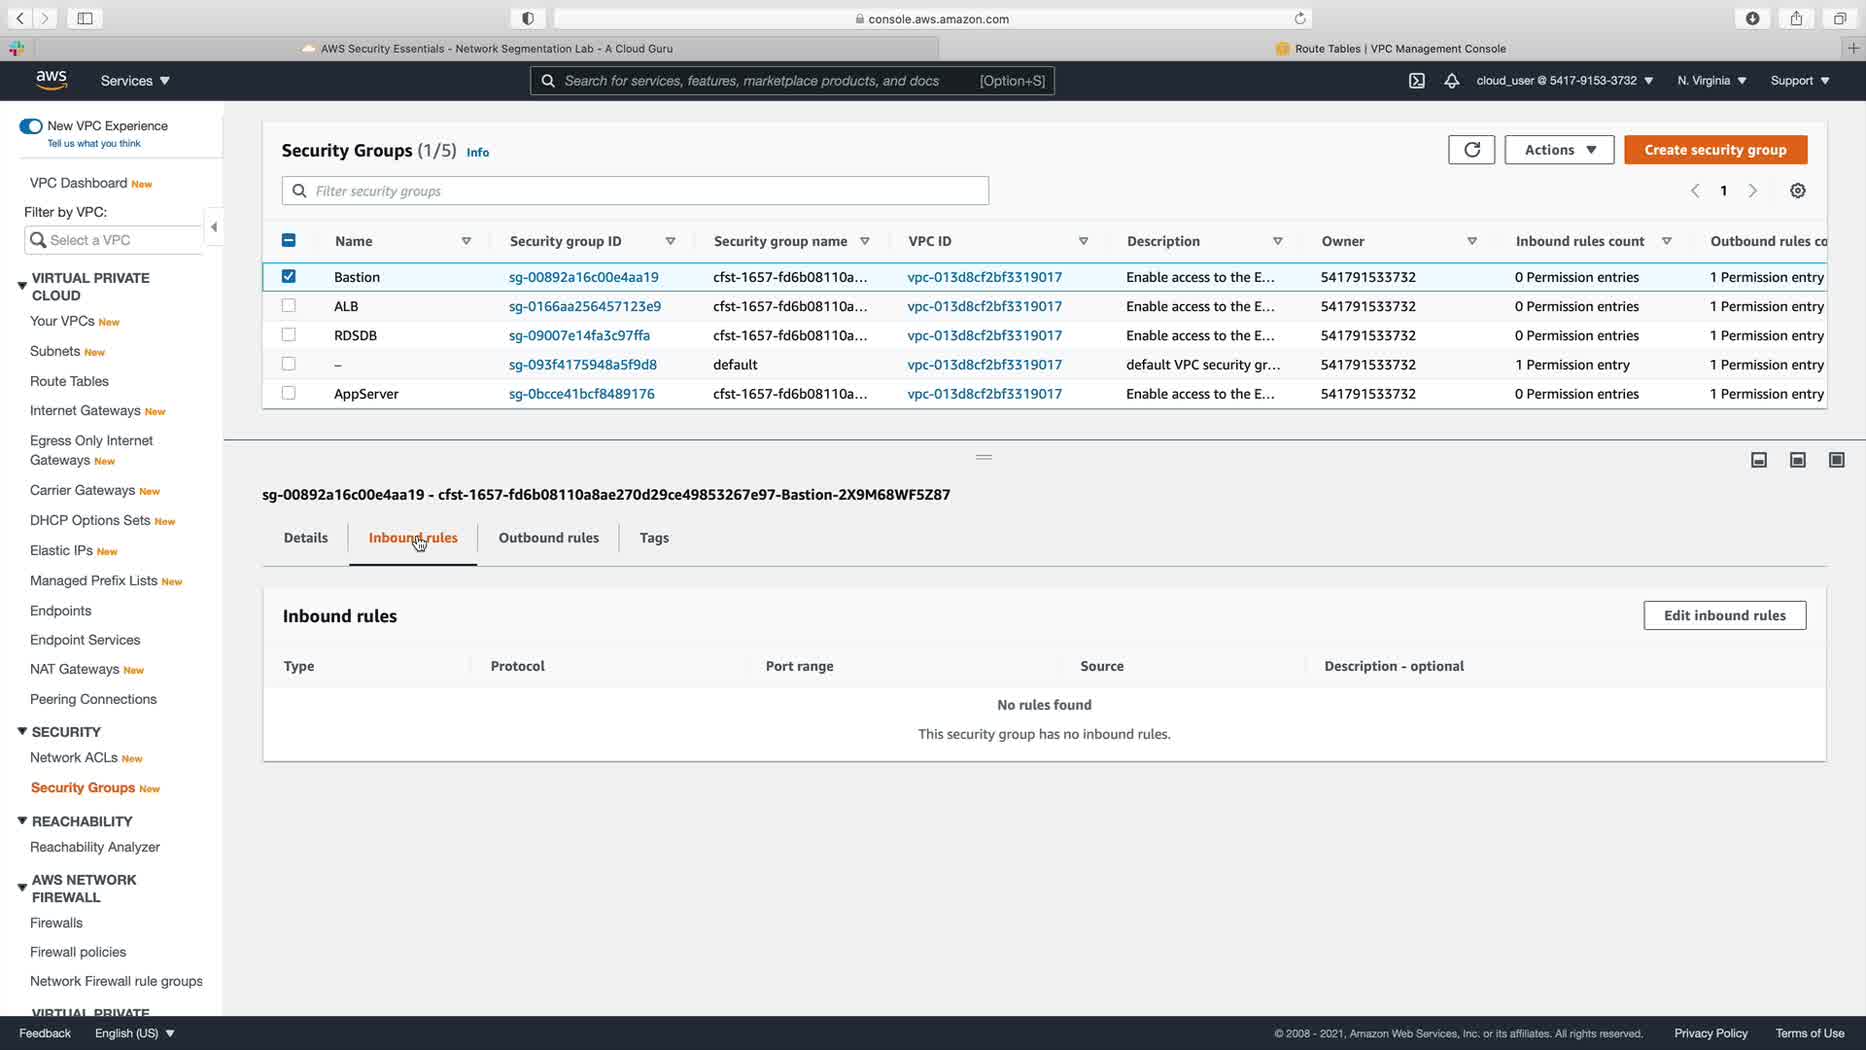 console.aws.amazon.com
AWS Security Essentials - Network Segmentation Lab - A Cloud Guru
Route Tables | VPC Management Console
aws
Services
Search for services, features, marketplace products, and docs [Option+S]
cloud_user @ 5417-9153-3732
N. Virginia
Support
New VPC Experience
Tell us what you think
VPC Dashboard New
Filter by VPC:
Select a VPC
VIRTUAL PRIVATE
CLOUD
Your VPCs New
Subnets New
Route Tables
Internet Gateways New
Egress Only Internet
Gateways New
Carrier Gateways New
DHCP Options Sets New
Elastic IPs New
Managed Prefix Lists New
Endpoints
Endpoint Services
NAT Gateways New
Peering Connections
SECURITY
Network ACLs New
Security Groups New
REACHABILITY
Reachability Analyzer
AWS NETWORK
FIREWALL
Firewalls
Firewall policies
Network Firewall rule groups
VIRTUAL PRIVATE
Security Groups (1/5) Info
Actions
Create security group
Filter security groups
1
Name Security group ID Security group name VPC ID Description Owner Inbound rules count Outbound rules co
Bastion sg-00892a16c00e4aa19 cfst-1657-fd6b08110a... vpc-013d8cf2bf3319017 Enable access to the E... 541791533732 0 Permission entries 1 Permission entry
ALB sg-0166aa256457123e9 cfst-1657-fd6b08110a... vpc-013d8cf2bf3319017 Enable access to the E... 541791533732 0 Permission entries 1 Permission entry
RDSDB sg-09007e14fa3c97ffa cfst-1657-fd6b08110a... vpc-013d8cf2bf3319017 Enable access to the E... 541791533732 0 Permission entries 1 Permission entry
– sg-093f4175948a5f9d8 default vpc-013d8cf2bf3319017 default VPC security gr... 541791533732 1 Permission entry 1 Permission entry
AppServer sg-0bcce41bcf8489176 cfst-1657-fd6b08110a... vpc-013d8cf2bf3319017 Enable access to the E... 541791533732 0 Permission entries 1 Permission entry
sg-00892a16c00e4aa19 - cfst-1657-fd6b08110a8ae270d29ce49853267e97-Bastion-2X9M68WF5Z87
Details Inbound rules Outbound rules Tags
Inbound rules
Edit inbound rules
Type Protocol Port range Source Description - optional
No rules found
This security group has no inbound rules.
Feedback
English (US)
© 2008 - 2021, Amazon Web Services, Inc. or its affiliates. All rights reserved.
Privacy Policy
Terms of Use